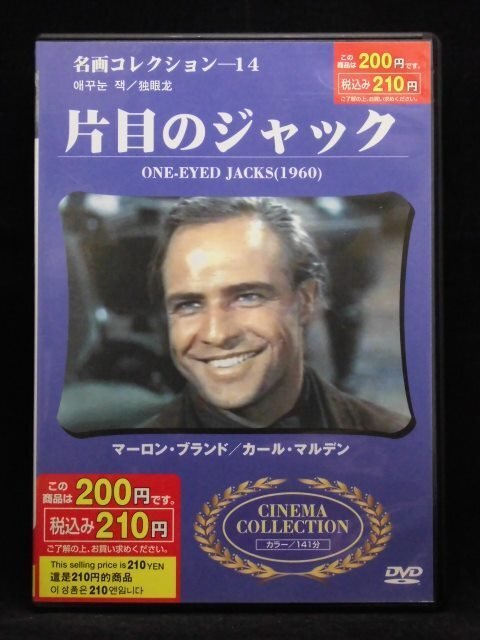 名画コレクション―14
애꾸눈 잭/独眼龙
片目のジャック
ONE-EYED JACKS(1960)
この
商品は200円です。
税込み210円
ご了解の上、お買い求めください。
マーロン・ブランド/カール・マルデン
この
商品は200円です。
税込み210円
ご了解の上、お買い求めください。
This selling price is 210 YEN
這是210円的商品
이 상품은 210엔입니다
CINEMA
COLLECTION
カラー/141分
DVD